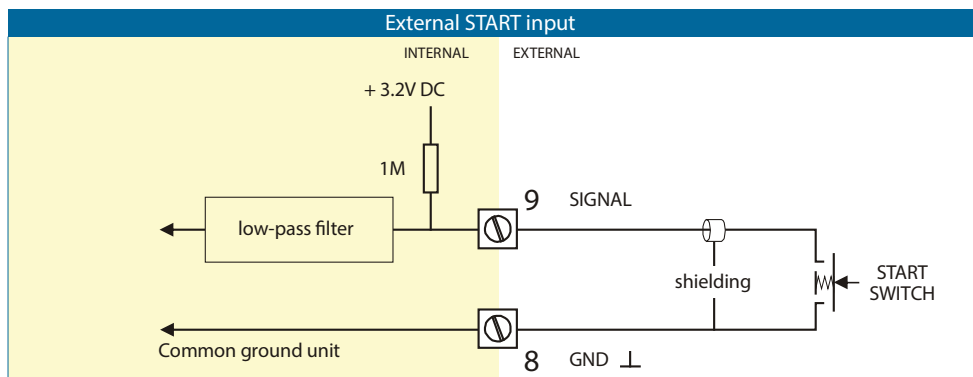 External START input
INTERNAL
EXTERNAL
+ 3.2V DC
1M
9
SIGNAL
low-pass filter
shielding
START
SWITCH
Common ground unit
8
GND